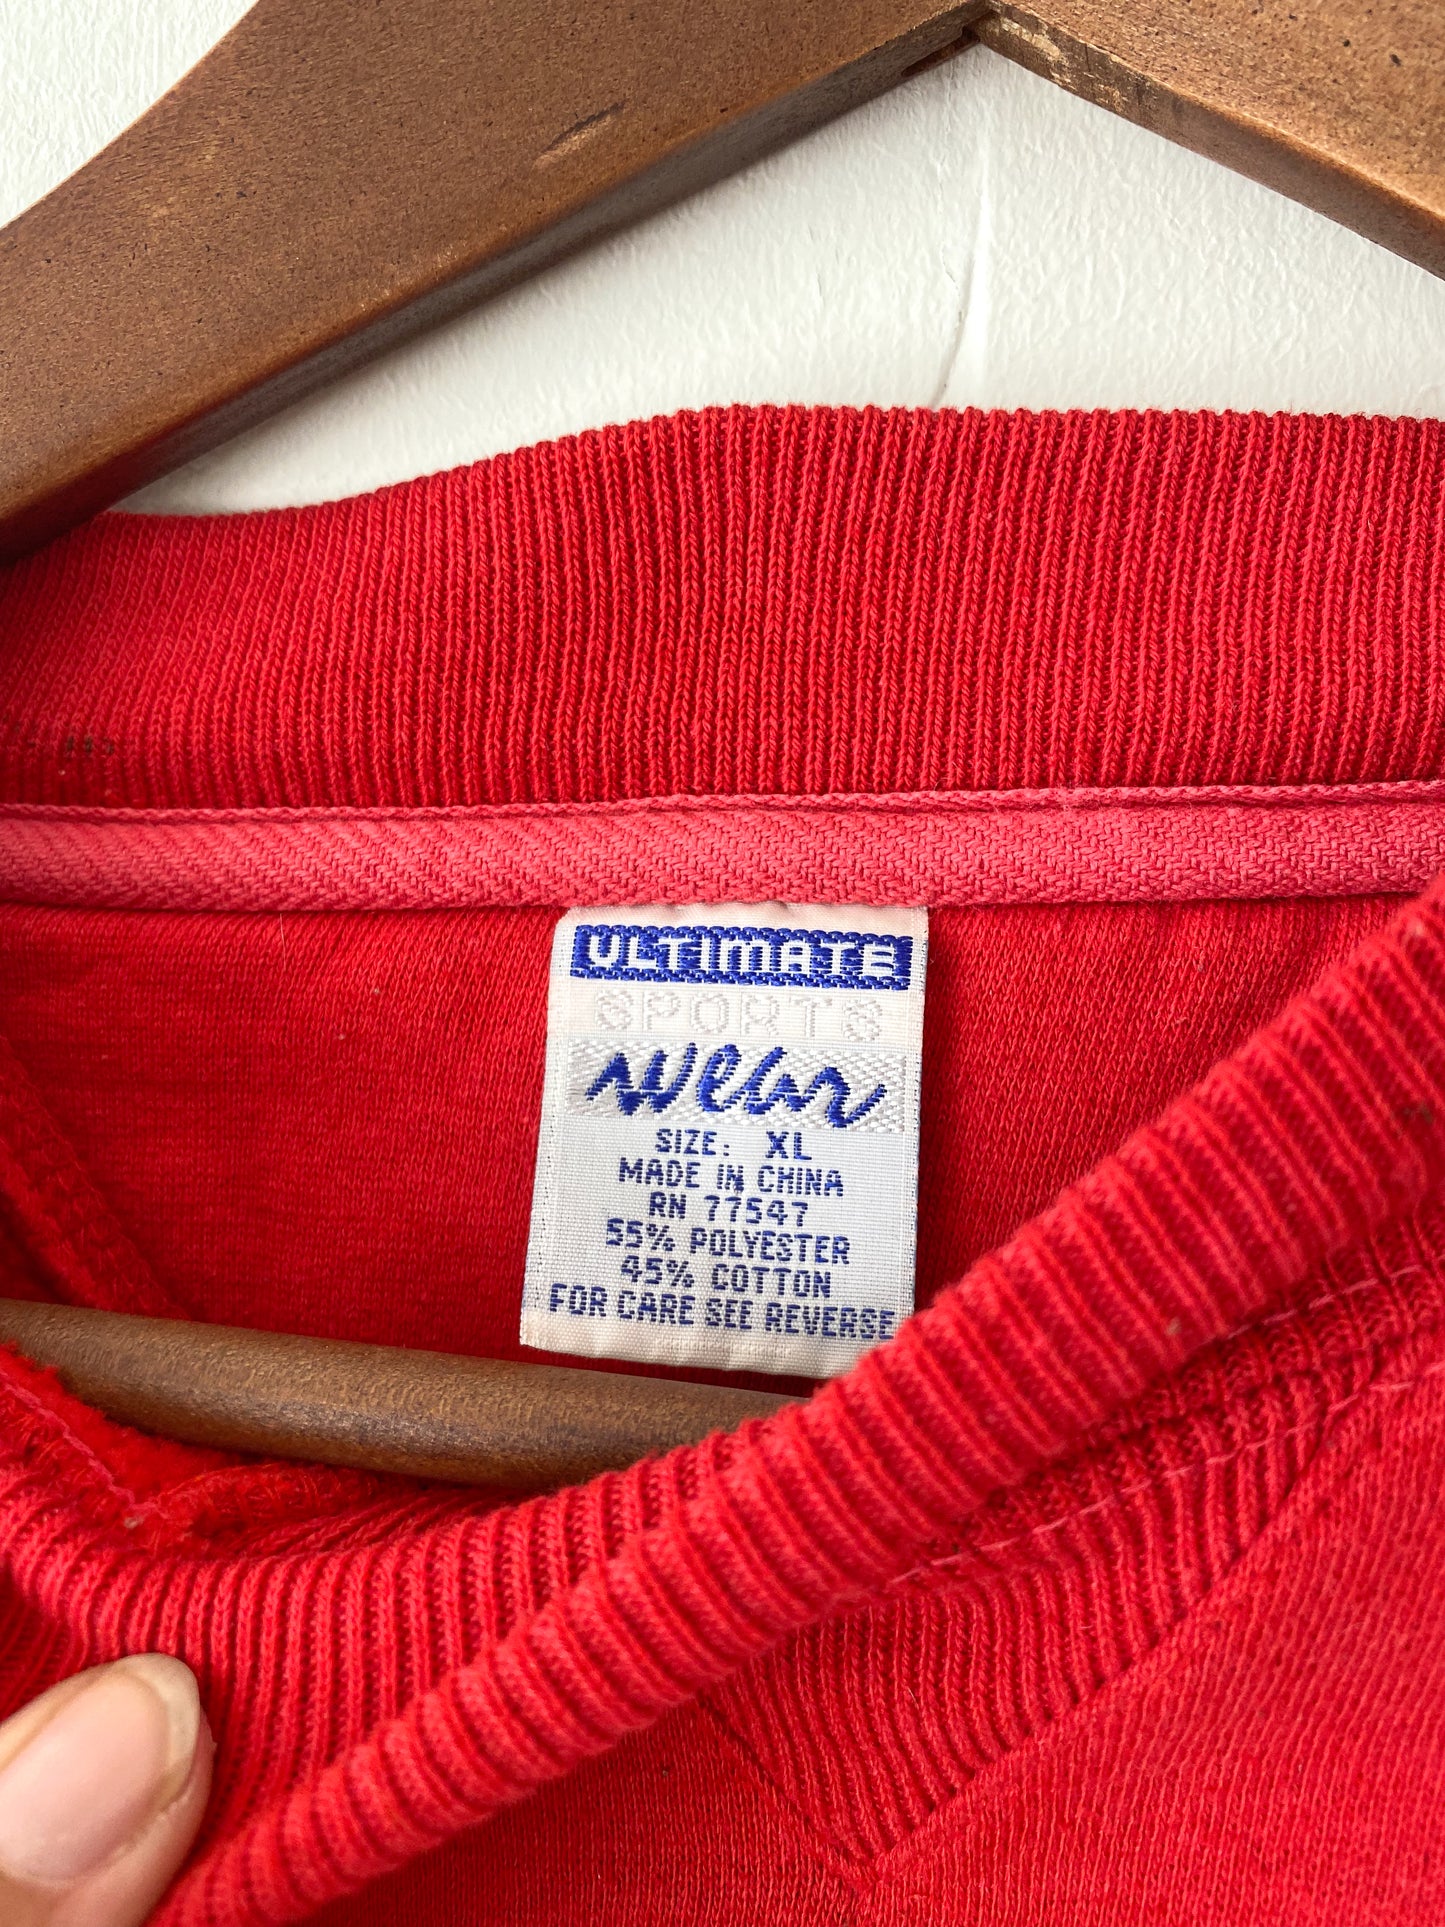 ULTIMATE
SPORTS
Wear
SIZE: XL
MADE IN CHINA
RN 77547
55% POLYESTER
45% COTTON
FOR CARE SEE REVERSE